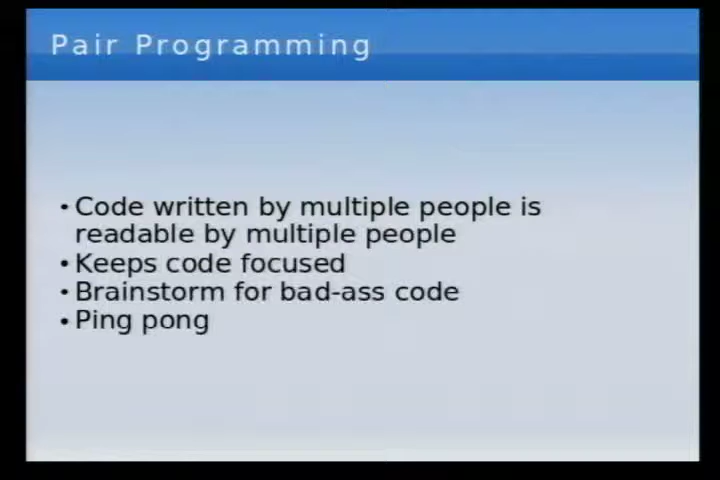 Pair Programming
• Code written by multiple people is
readable by multiple people
• Keeps code focused
• Brainstorm for bad-ass code
• Ping pong